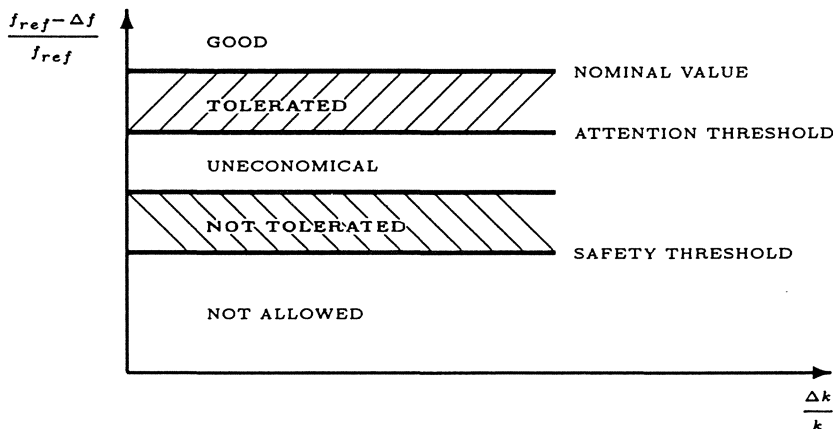 f_ref − Δf
f_ref
GOOD
NOMINAL VALUE
TOLERATED
ATTENTION THRESHOLD
UNECONOMICAL
NOT TOLERATED
SAFETY THRESHOLD
NOT ALLOWED
Δk
k